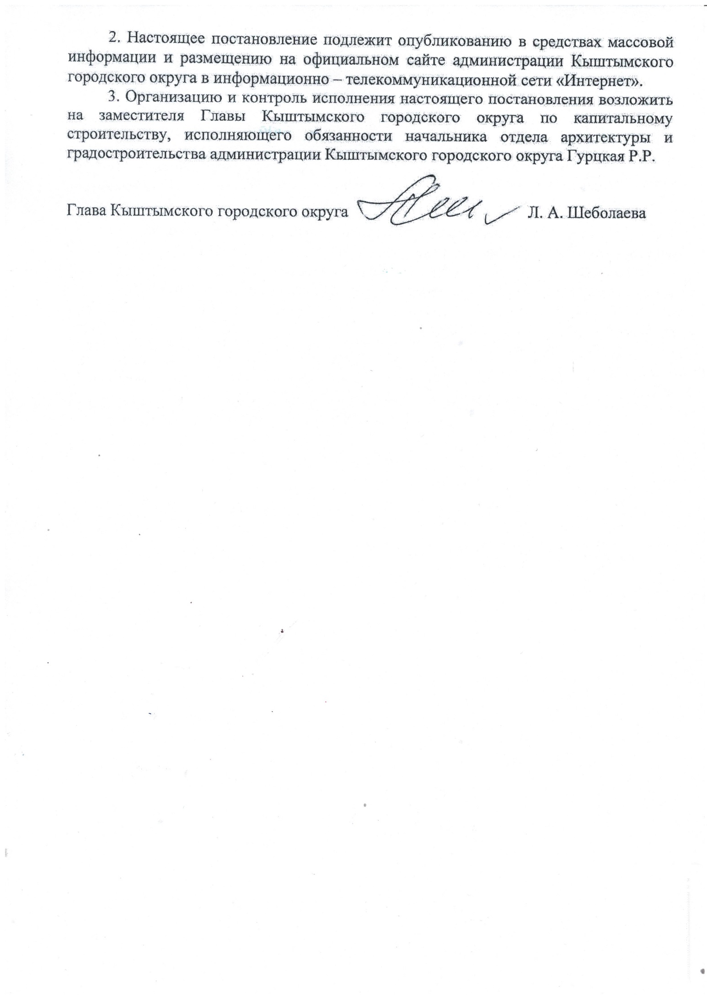 2. Настоящее постановление подлежит опубликованию в средствах массовой
информации и размещению на официальном сайте администрации Кыштымского
городского округа в информационно – телекоммуникационной сети «Интернет».
3. Организацию и контроль исполнения настоящего постановления возложить
на заместителя Главы Кыштымского городского округа по капитальному
строительству, исполняющего обязанности начальника отдела архитектуры и
градостроительства администрации Кыштымского городского округа Гурцкая Р.Р.
Глава Кыштымского городского округа Л. А. Шеболаева